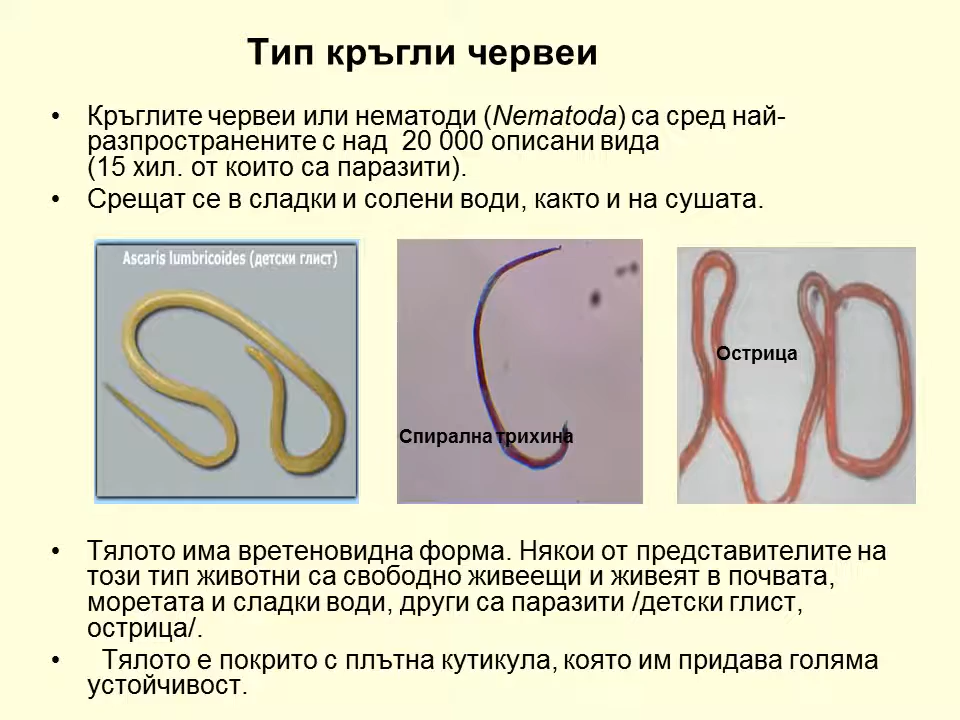 Тип кръгли червеи
• Кръглите червеи или нематоди (Nematoda) са сред най-
разпространените с над 20 000 описани вида
(15 хил. от които са паразити).
• Срещат се в сладки и солени води, както и на сушата.
Ascaris lumbricoides (детски глист)
Спирална трихина
Острица
• Тялото има вретеновидна форма. Някои от представителите на
този тип животни са свободно живеещи и живеят в почвата,
моретата и сладки води, други са паразити /детски глист,
острица/.
• Тялото е покрито с плътна кутикула, която им придава голяма
устойчивост.